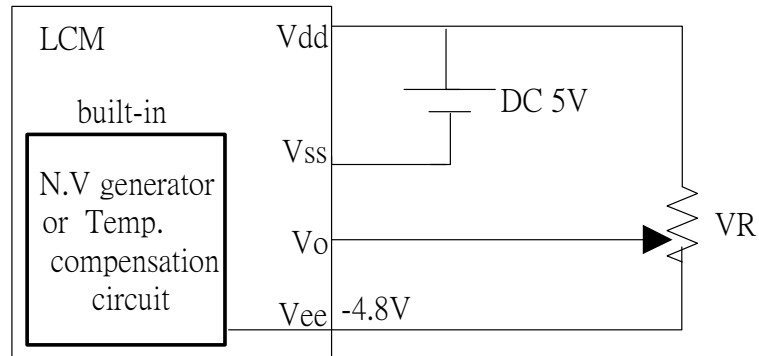 LCM
Vdd
DC 5V
built-in
Vss
N.V generator
or Temp.
compensation
circuit
VR
Vo
Vee
-4.8V